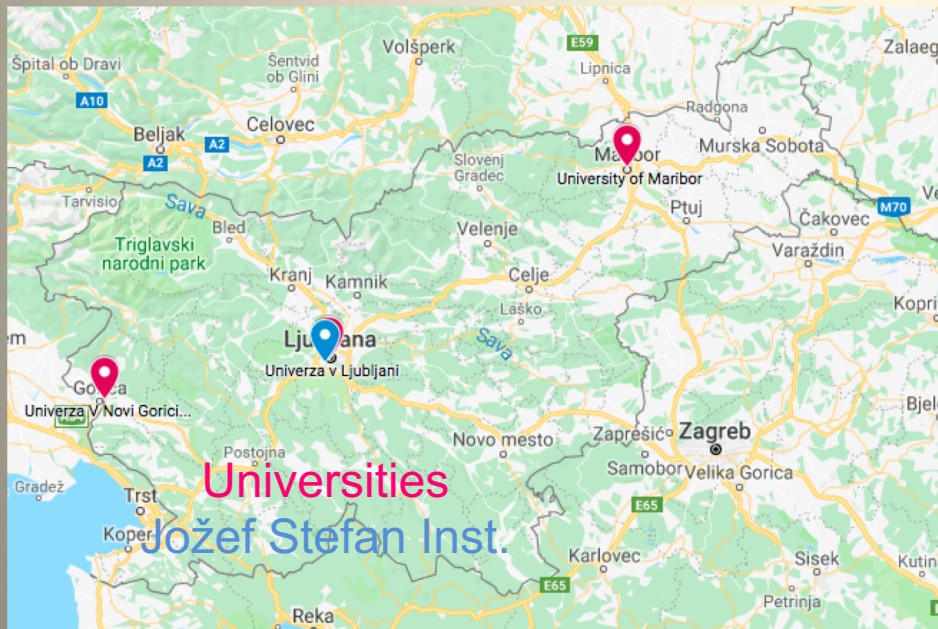 Volšperk
E59
Zalaeg
Špital ob Dravi
Šentvid
ob Glini
Lipnica
A10
Radgona
Beljak
Celovec
A2
Murska Sobota
Maribor
A2
Slovenj
Gradec
University of Maribor
Tarvisio
Sava
Ptuj
M70
Bled
Velenje
Čakovec
Triglavski
narodni park
Varaždin
Kranj
Kamnik
Celje
Laško
Kopri
em
Ljubljana
Sava
Univerza v Ljubljani
Gorica
Univerza V Novi Gorici...
Bjel
Novo mesto
Zaprešić
Zagreb
Postojna
Samobor
Velika Gorica
Universities
Gradež
Trst
E65
Koper
Jožef Stefan Inst.
Karlovec
Sisek
Kutin
E65
Petrinja
Reka